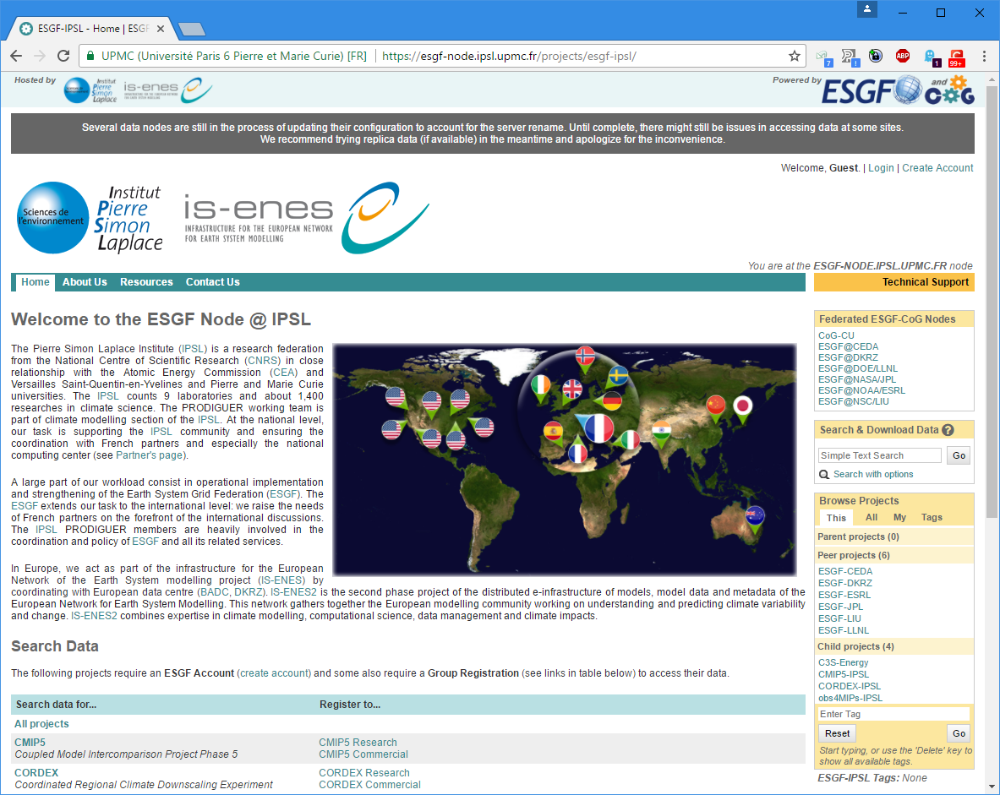 ESGF-IPSL - Home | ESGF
UPMC (Université Paris 6 Pierre et Marie Curie) [FR] | https://esgf-node.ipsl.upmc.fr/projects/esgf-ipsl/
7
!
ABP
1
99+
Hosted by
Institut
Pierre
Simon
Laplace
is-enes
Powered by
ESGF
and
COG
Several data nodes are still in the process of updating their configuration to account for the server rename. Until complete, there might still be issues in accessing data at some sites.
We recommend trying replica data (if available) in the meantime and apologize for the inconvenience.
Welcome, Guest. | Login | Create Account
Sciences de
l'environnement
Institut
Pierre
Simon
Laplace
is-enes
INFRASTRUCTURE FOR THE EUROPEAN NETWORK
FOR EARTH SYSTEM MODELLING
You are at the ESGF-NODE.IPSL.UPMC.FR node
Home About Us Resources Contact Us
Technical Support
Welcome to the ESGF Node @ IPSL
The Pierre Simon Laplace Institute (IPSL) is a research federation
from the National Centre of Scientific Research (CNRS) in close
relationship with the Atomic Energy Commission (CEA) and
Versailles Saint-Quentin-en-Yvelines and Pierre and Marie Curie
universities. The IPSL counts 9 laboratories and about 1,400
researches in climate science. The PRODIGUER working team is
part of climate modelling section of the IPSL. At the national level,
our task is supporting the IPSL community and ensuring the
coordination with French partners and especially the national
computing center (see Partner's page).
A large part of our workload consist in operational implementation
and strengthening of the Earth System Grid Federation (ESGF). The
ESGF extends our task to the international level: we raise the needs
of French partners on the forefront of the international discussions.
The IPSL PRODIGUER members are heavily involved in the
coordination and policy of ESGF and all its related services.
In Europe, we act as part of the infrastructure for the European
Network of the Earth System modelling project (IS-ENES) by
coordinating with European data centre (BADC, DKRZ). IS-ENES2 is the second phase project of the distributed e-infrastructure of models, model data and metadata of the
European Network for Earth System Modelling. This network gathers together the European modelling community working on understanding and predicting climate variability
and change. IS-ENES2 combines expertise in climate modelling, computational science, data management and climate impacts.
Search Data
The following projects require an ESGF Account (create account) and some also require a Group Registration (see links in table below) to access their data.
Search data for... Register to...
All projects
CMIP5 CMIP5 Research
Coupled Model Intercomparison Project Phase 5 CMIP5 Commercial
CORDEX CORDEX Research
Coordinated Regional Climate Downscaling Experiment CORDEX Commercial
Federated ESGF-CoG Nodes
CoG-CU
ESGF@CEDA
ESGF@DKRZ
ESGF@DOE/LLNL
ESGF@NASA/JPL
ESGF@NOAA/ESRL
ESGF@NSC/LIU
Search & Download Data ?
Simple Text Search Go
Search with options
Browse Projects
This All My Tags
Parent projects (0)
Peer projects (6)
ESGF-CEDA
ESGF-DKRZ
ESGF-ESRL
ESGF-JPL
ESGF-LIU
ESGF-LLNL
Child projects (4)
C3S-Energy
CMIP5-IPSL
CORDEX-IPSL
obs4MIPs-IPSL
Enter Tag
Reset Go
Start typing, or use the 'Delete' key to
show all available tags.
ESGF-IPSL Tags: None